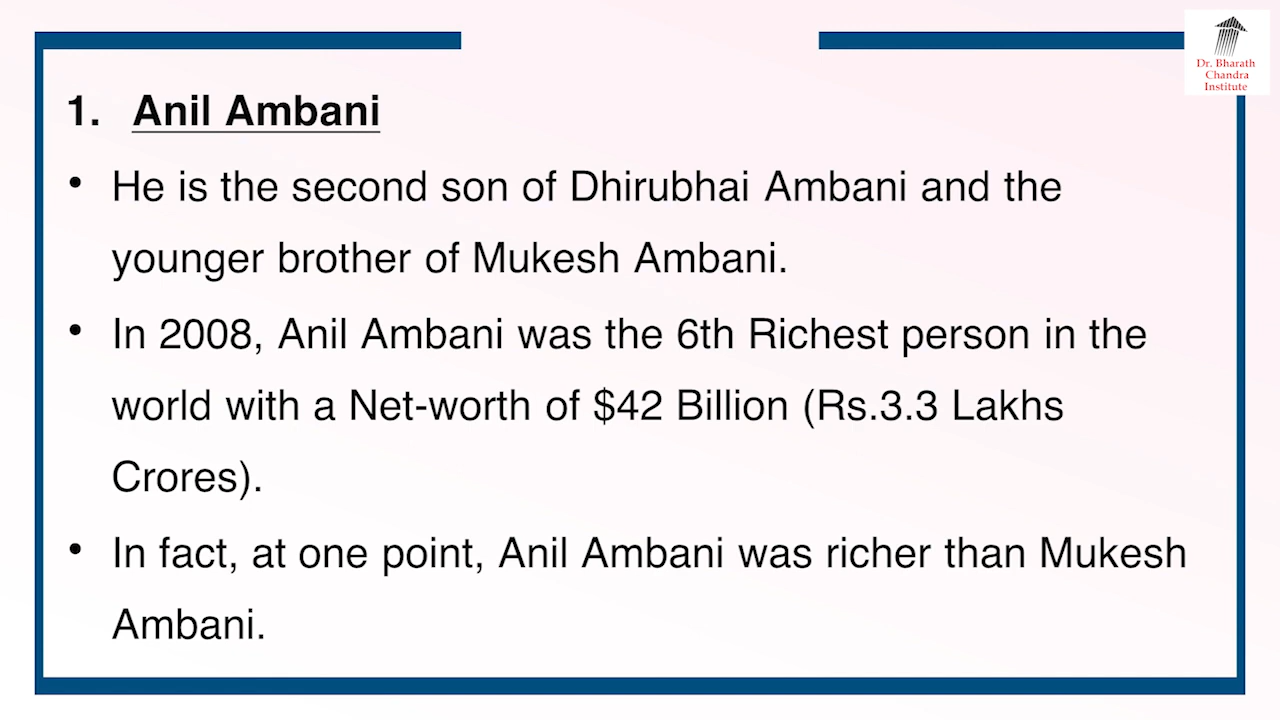 Dr. Bharath
Chandra
Institute
1. Anil Ambani
• He is the second son of Dhirubhai Ambani and the
younger brother of Mukesh Ambani.
• In 2008, Anil Ambani was the 6th Richest person in the
world with a Net-worth of $42 Billion (Rs.3.3 Lakhs
Crores).
• In fact, at one point, Anil Ambani was richer than Mukesh
Ambani.